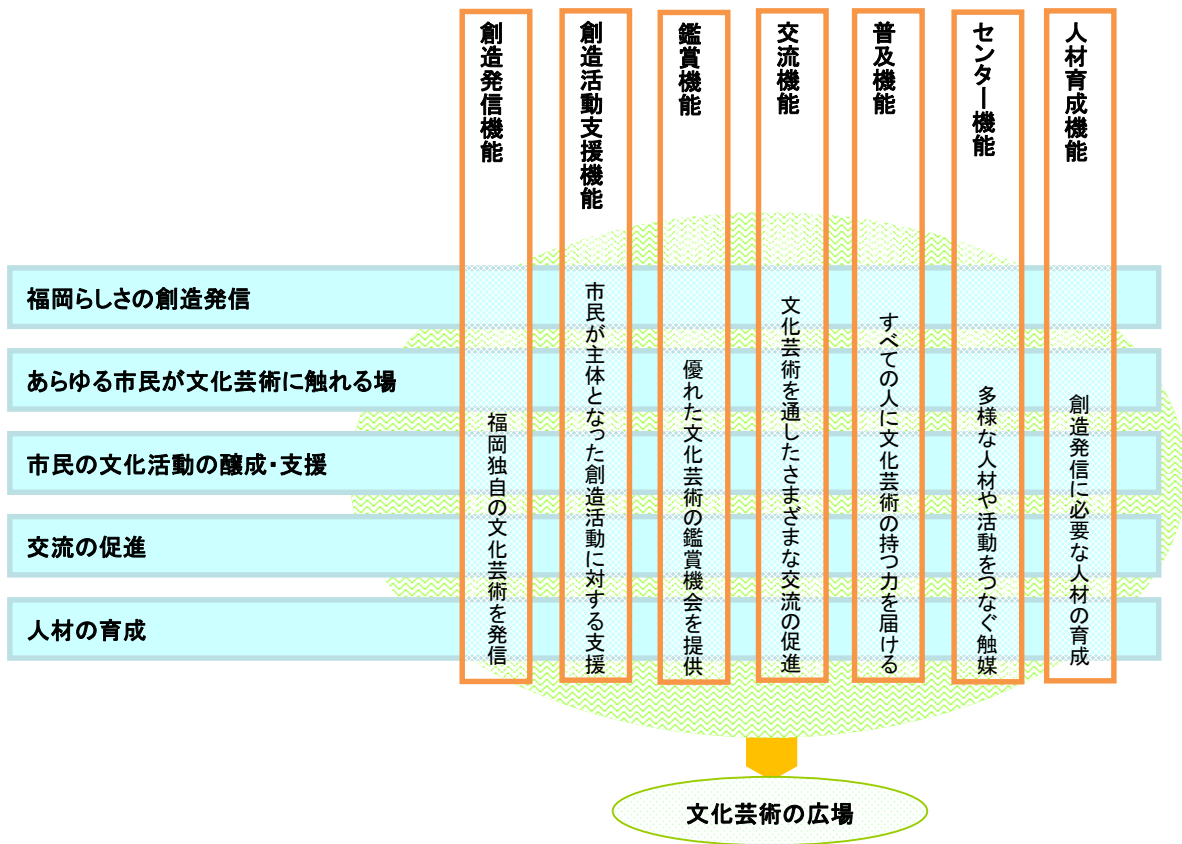 創造発信機能
創造活動支援機能
鑑賞機能
交流機能
普及機能
センター機能
人材育成機能
福岡らしさの創造発信
あらゆる市民が文化芸術に触れる場
市民の文化活動の醸成・支援
交流の促進
人材の育成
福岡独自の文化芸術を発信
市民が主体となった創造活動に対する支援
優れた文化芸術の鑑賞機会を提供
文化芸術を通したさまざまな交流の促進
すべての人に文化芸術の持つ力を届ける
多様な人材や活動をつなぐ触媒
創造発信に必要な人材の育成
文化芸術の広場